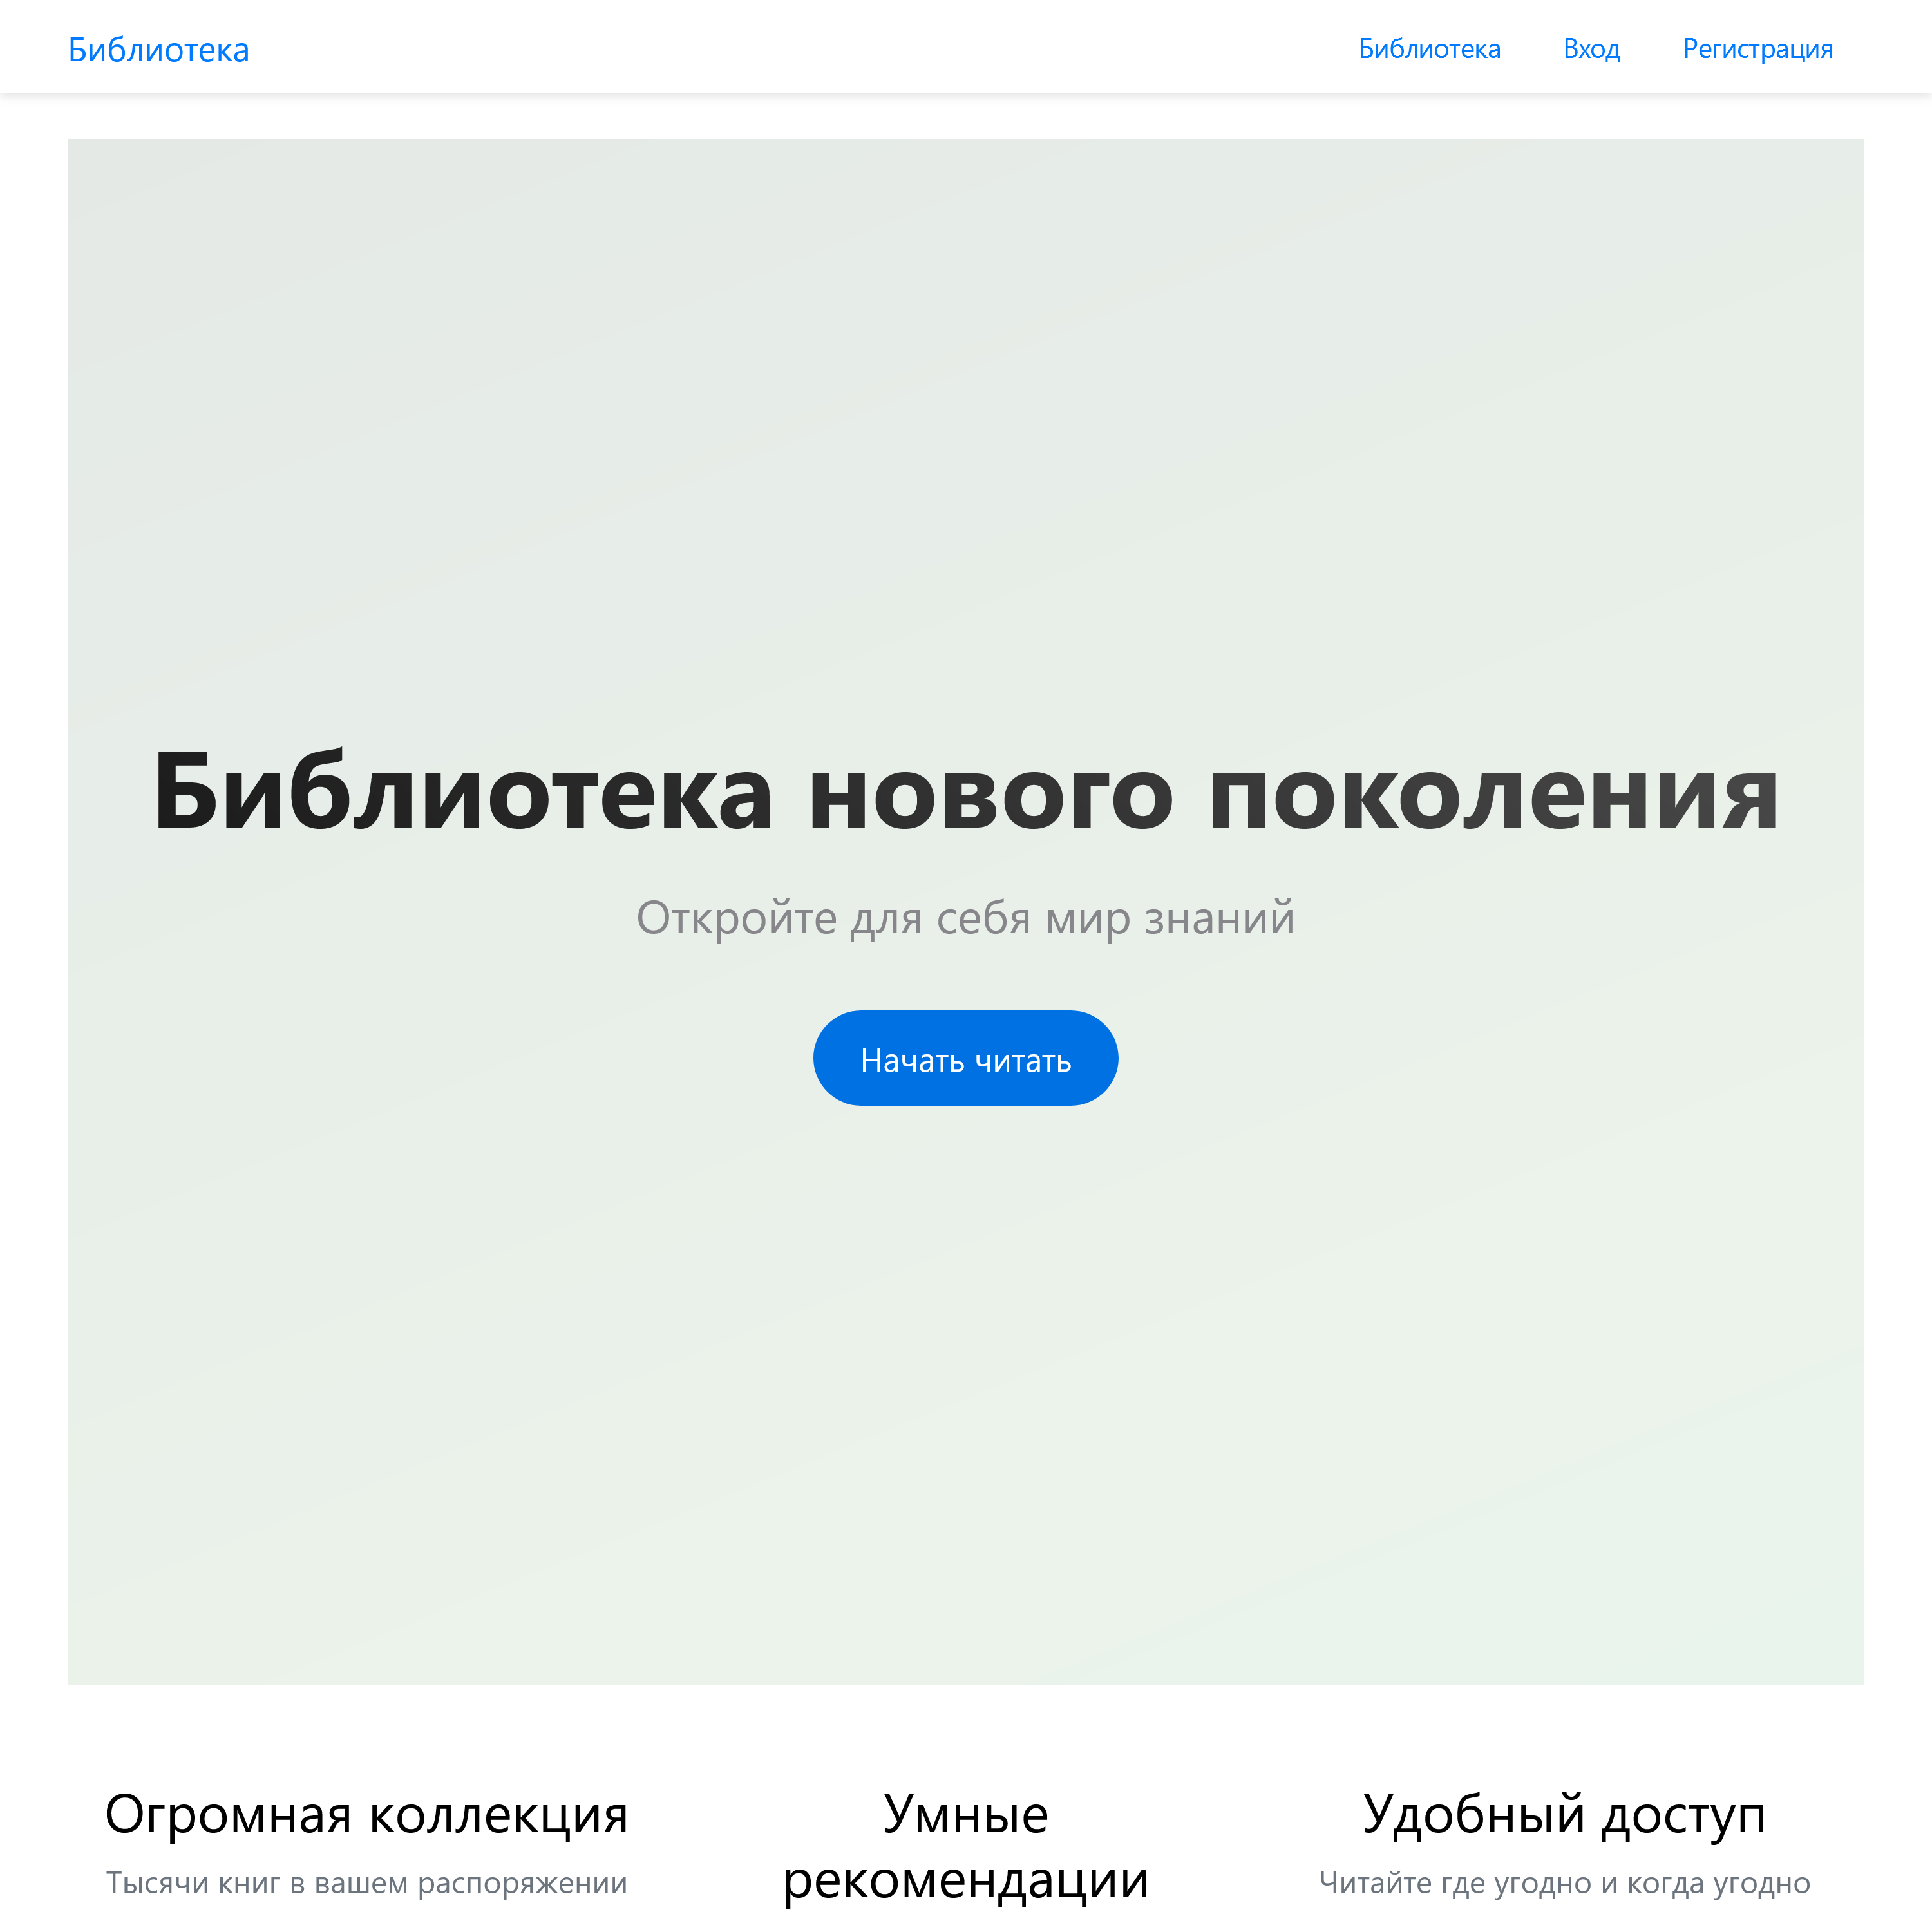 Библиотека
Библиотека Вход Регистрация
Библиотека нового поколения
Откройте для себя мир знаний
Начать читать
Огромная коллекция
Тысячи книг в вашем распоряжении
Умные
рекомендации
Удобный доступ
Читайте где угодно и когда угодно